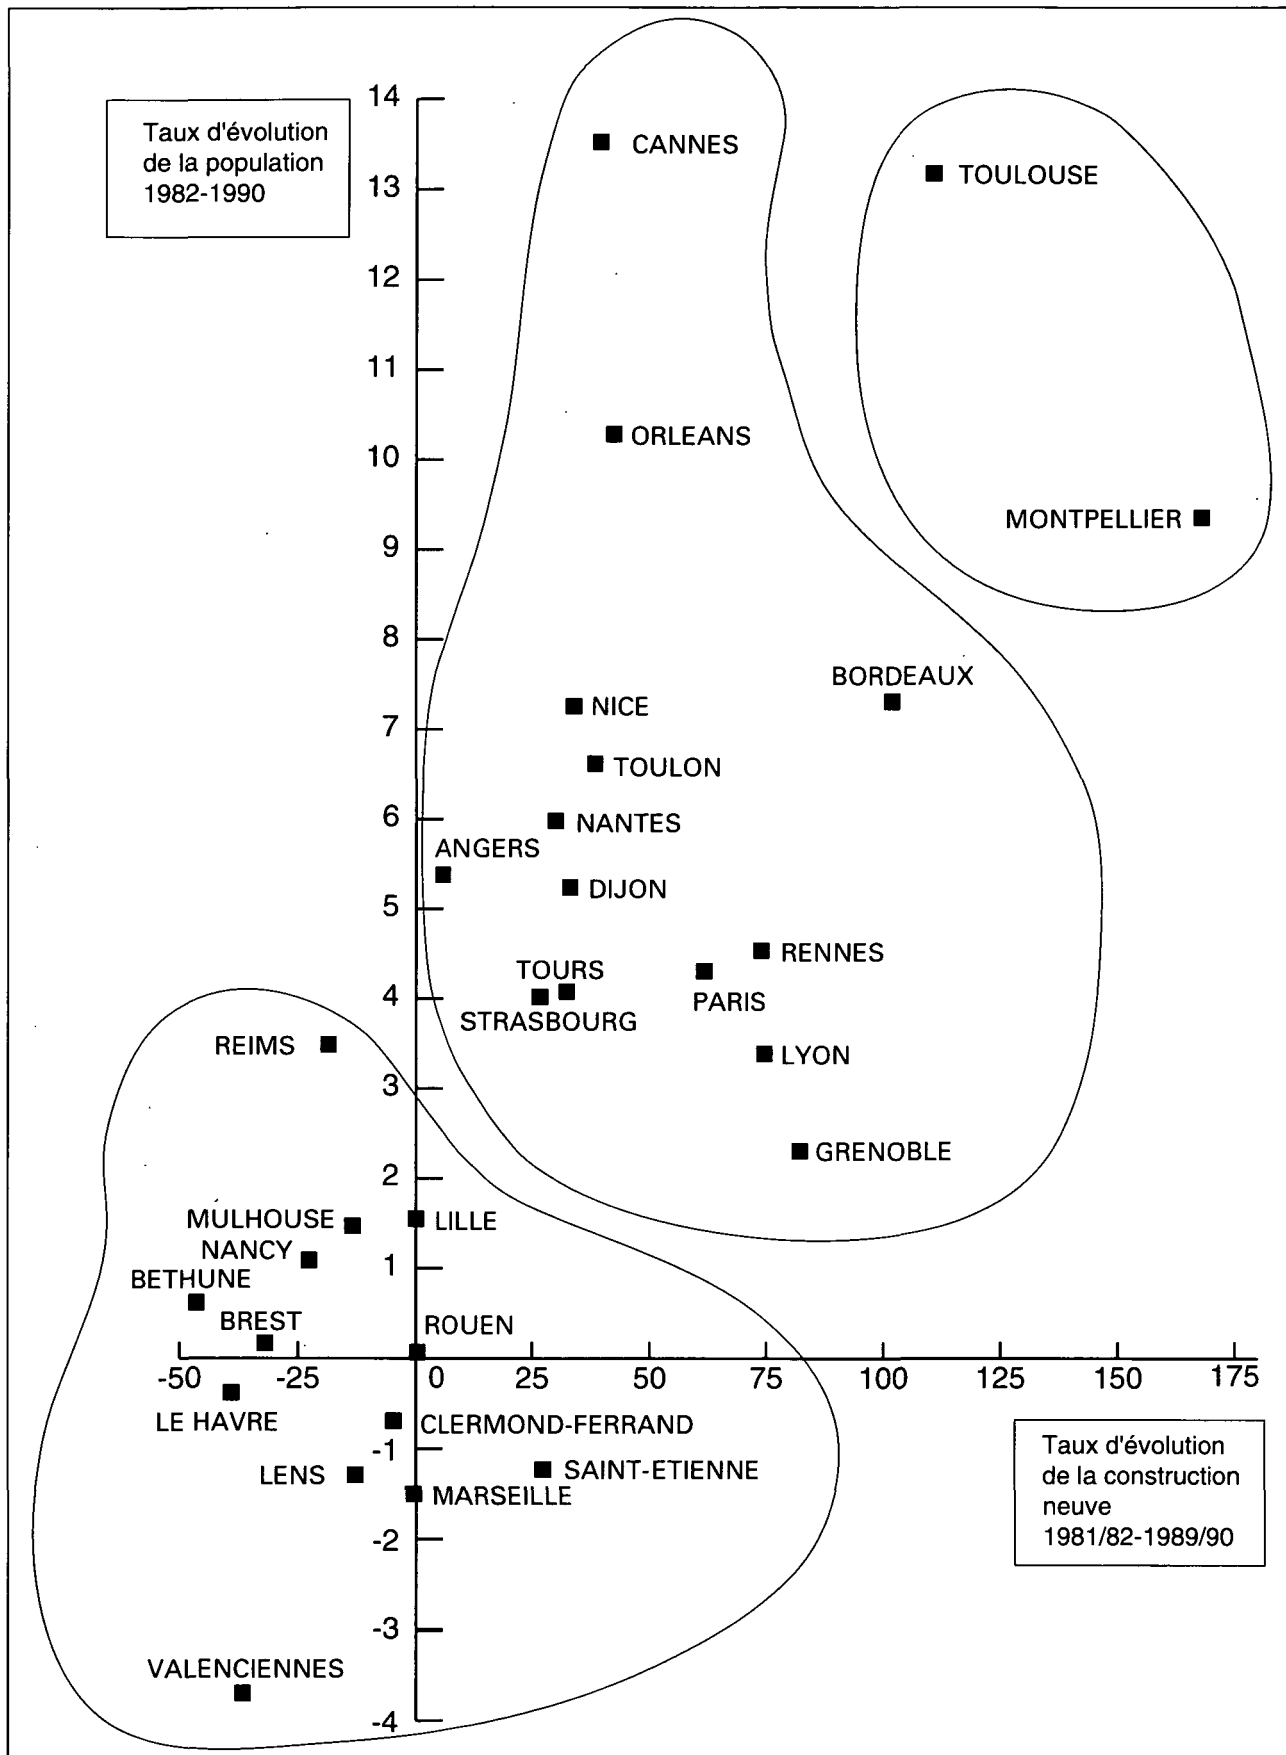 14
Taux d'évolution
de la population
1982-1990
CANNES
TOULOUSE
13
12
11
ORLEANS
10
MONTPELLIER
9
8
BORDEAUX
NICE
7
TOULON
6
NANTES
ANGERS
DIJON
5
RENNES
TOURS
PARIS
4
STRASBOURG
REIMS
LYON
3
GRENOBLE
2
MULHOUSE
LILLE
NANCY
1
BETHUNE
BREST
ROUEN
-50 -25 0 25 50 75 100 125 150 175
LE HAVRE
CLERMOND-FERRAND
-1
LENS
SAINT-ETIENNE
MARSEILLE
Taux d'évolution
de la construction
neuve
1981/82-1989/90
-2
-3
VALENCIENNES
-4